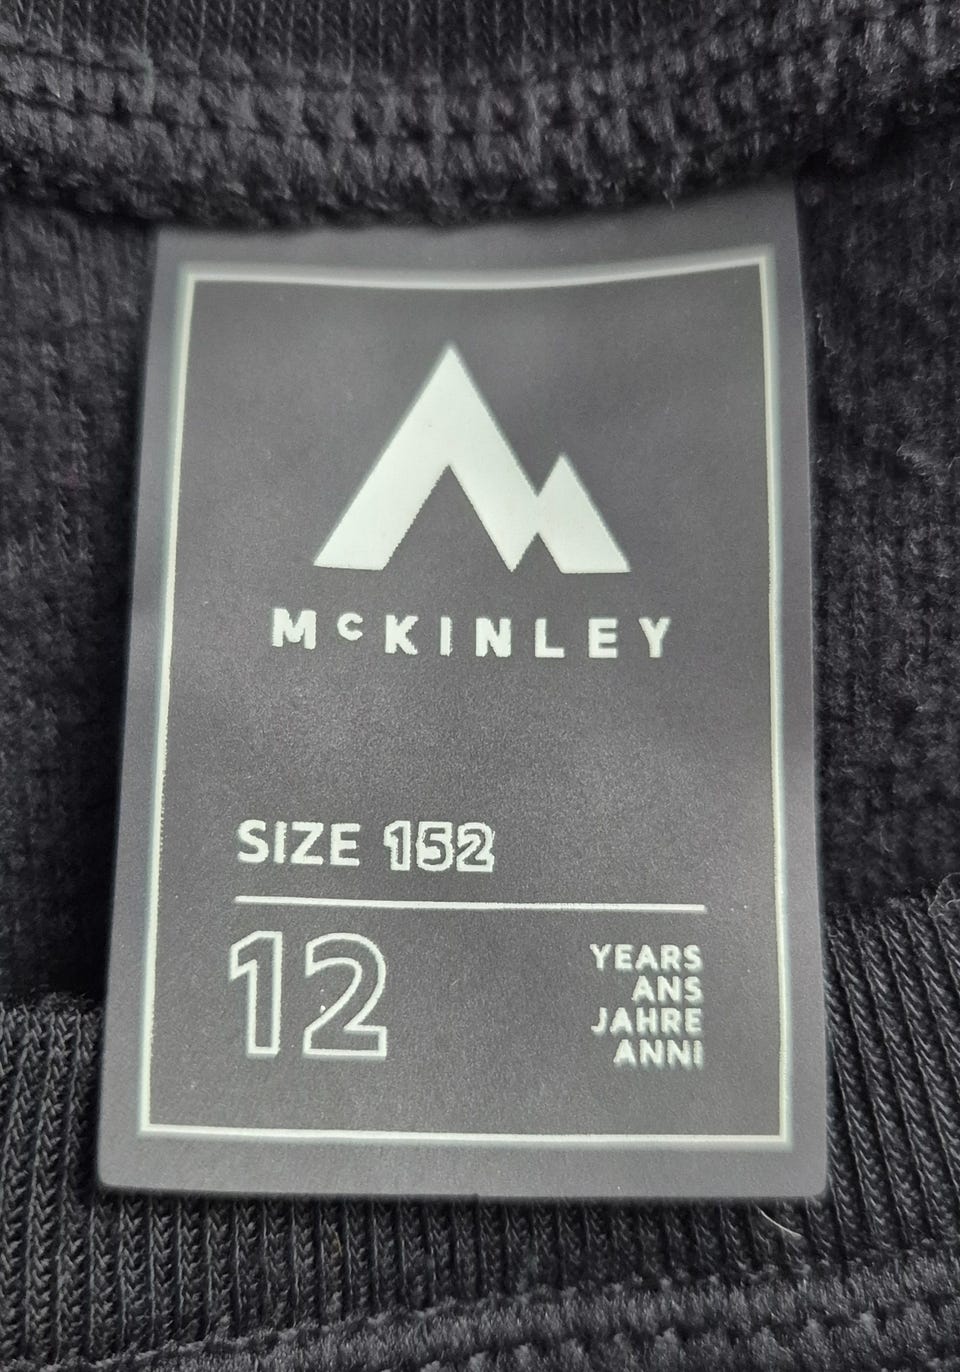 McKINLEY
SIZE 152
12
YEARS
ANS
JAHRE
ANNI